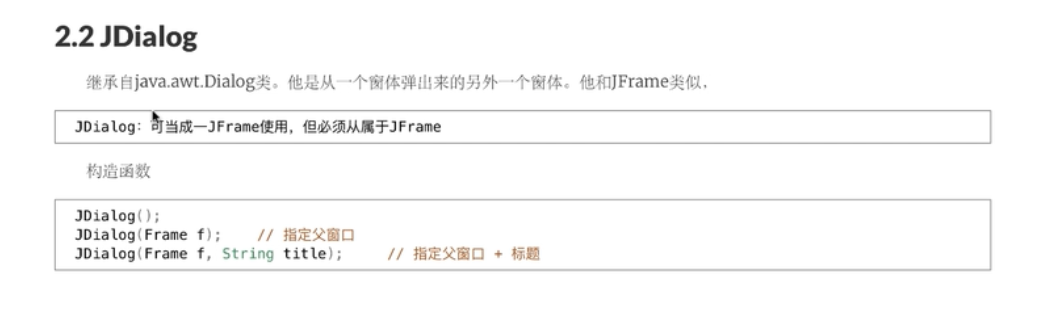 2.2 JDialog
继承自java.awt.Dialog类。他是从一个窗体弹出来的另外一个窗体。他和JFrame类似.
JDialog: 可当成一JFrame使用，但必须从属于JFrame
构造函数
JDialog();
JDialog(Frame f);    // 指定父窗口
JDialog(Frame f, String title);     // 指定父窗口 + 标题